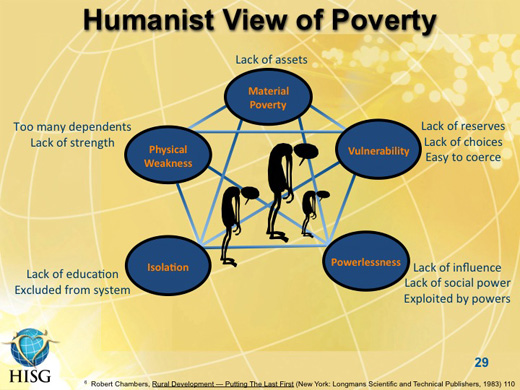 Humanist View of Poverty
Lack of assets
Material
Poverty
Too many dependents
Lack of strength
Physical
Weakness
Vulnerability
Lack of reserves
Lack of choices
Easy to coerce
Isolation
Lack of education
Excluded from system
Powerlessness
Lack of influence
Lack of social power
Exploited by powers
HISG
29
6 Robert Chambers, Rural Development — Putting The Last First (New York: Longmans Scientific and Technical Publishers, 1983) 110